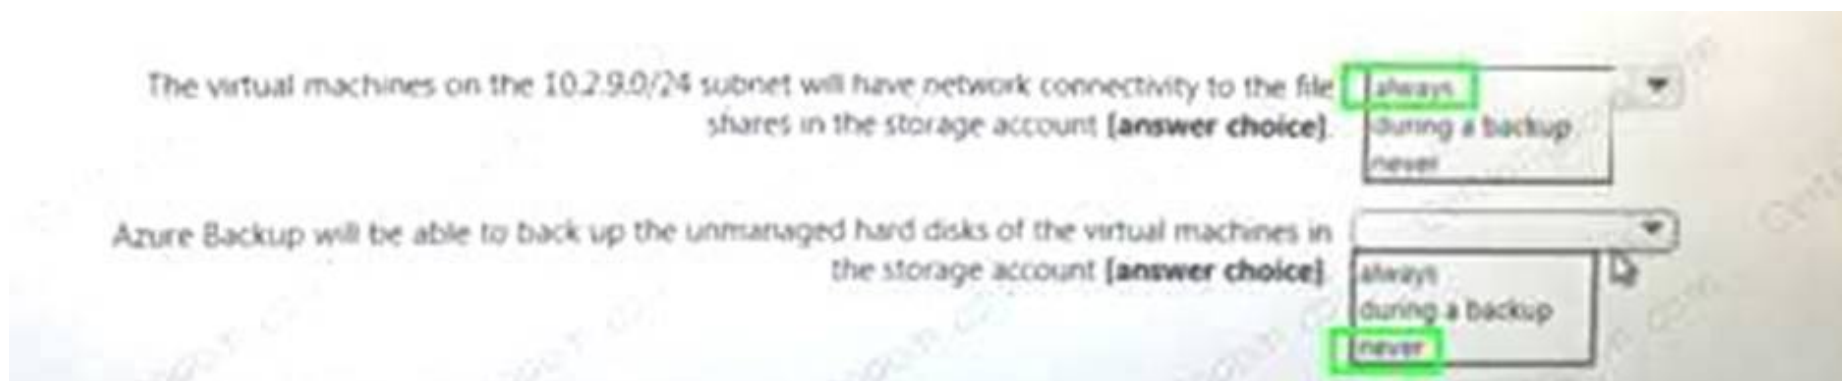 The virtual machines on the 10.2.9.0/24 subnet will have network connectivity to the file
shares in the storage account [answer choice].
always
during a backup
never
Azure Backup will be able to back up the unmanaged hard disks of the virtual machines in
the storage account [answer choice].
always
during a backup
never